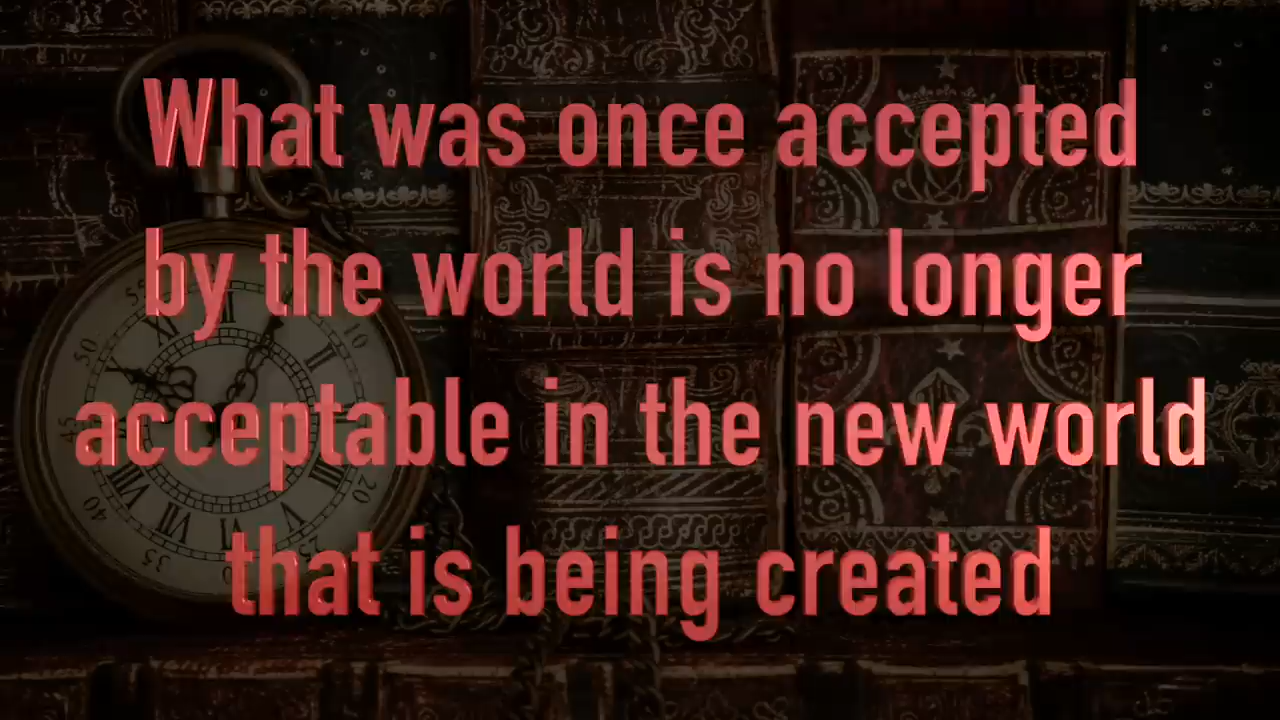 What was once accepted
by the world is no longer
acceptable in the new world
that is being created